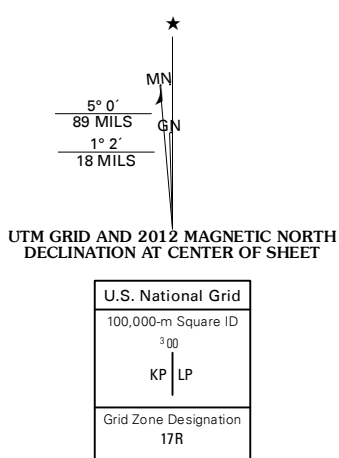 ★
MN
5° 0´
89 MILS
GN
1° 2´
18 MILS
UTM GRID AND 2012 MAGNETIC NORTH
DECLINATION AT CENTER OF SHEET
U.S. National Grid
100,000-m Square ID
³00
KP LP
Grid Zone Designation
17R